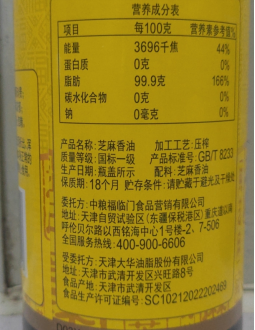 营养成分表
项目 每100克 营养素参考值%
能量 3696千焦 44%
蛋白质 0克 0%
脂肪 99.9克 166%
碳水化合物 0克 0%
钠 0毫克 0%
产品名称:芝麻香油 加工工艺:压榨
质量等级:国标一级 产品标准号:GB/T 8233
生产日期:瓶盖所示 配料:芝麻香油
保质期:18个月 贮存条件:请贮藏于避光及干燥处
委托方:中粮福临门食品营销有限公司
地址:天津自贸试验区(东疆保税港区)重庆道以南
呼伦贝尔路以西铭海中心1号楼-2、7-506
全国服务热线:400-900-6606
受委托方:天津大华油脂股份有限公司
地址:天津市武清开发区兴旺路8号
产地:天津市武清开发区
食品生产许可证编号:SC10212022202469